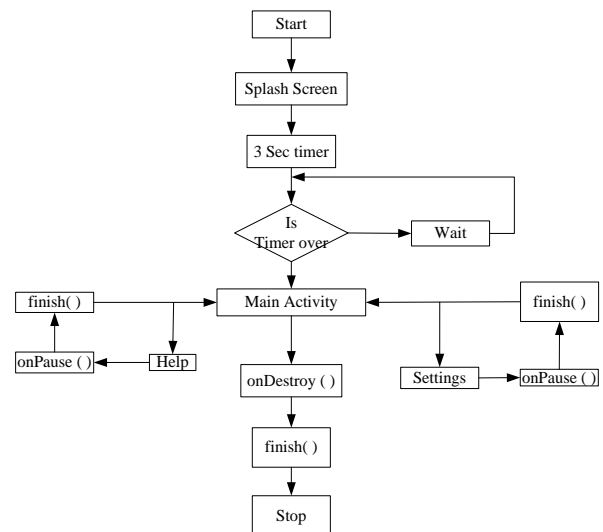 Start
Splash Screen
3 Sec timer
Is
Timer over
Wait
finish( )
Main Activity
finish( )
onPause ( )
Help
Settings
onPause ( )
onDestroy ( )
finish( )
Stop